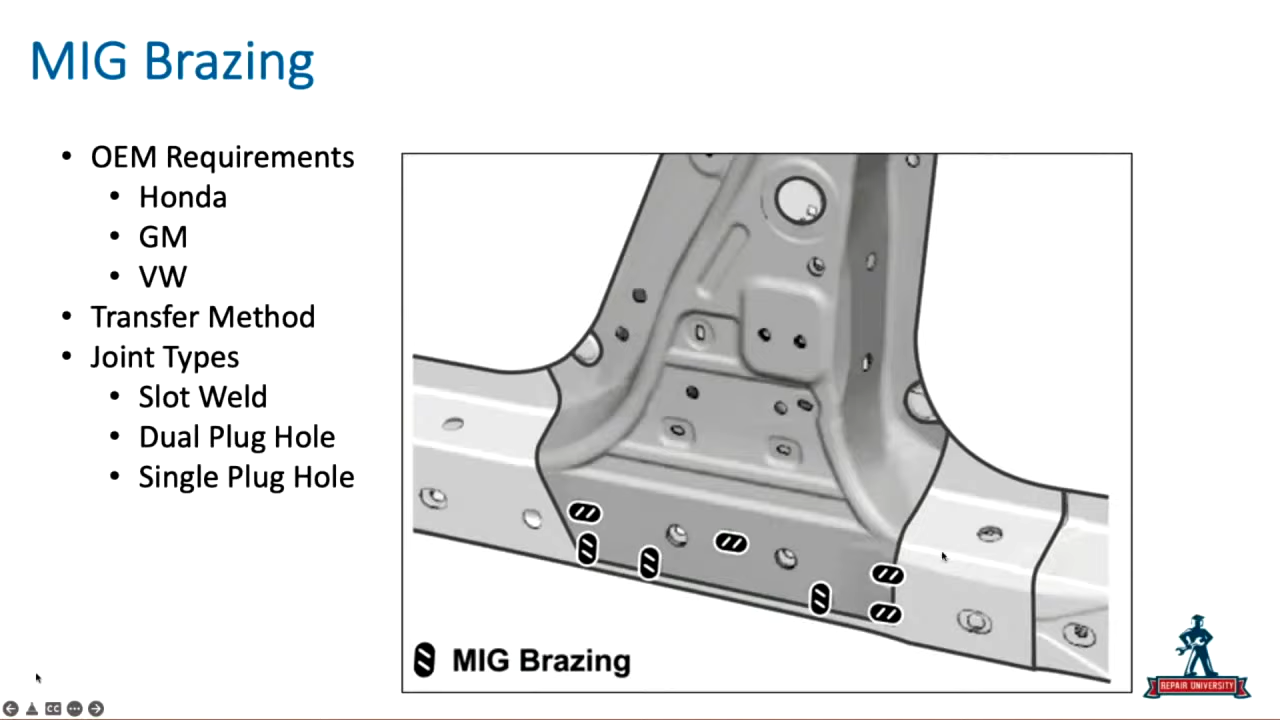 MIG Brazing
• OEM Requirements
• Honda
• GM
• VW
• Transfer Method
• Joint Types
• Slot Weld
• Dual Plug Hole
• Single Plug Hole
MIG Brazing
REPAIR UNIVERSITY
CC